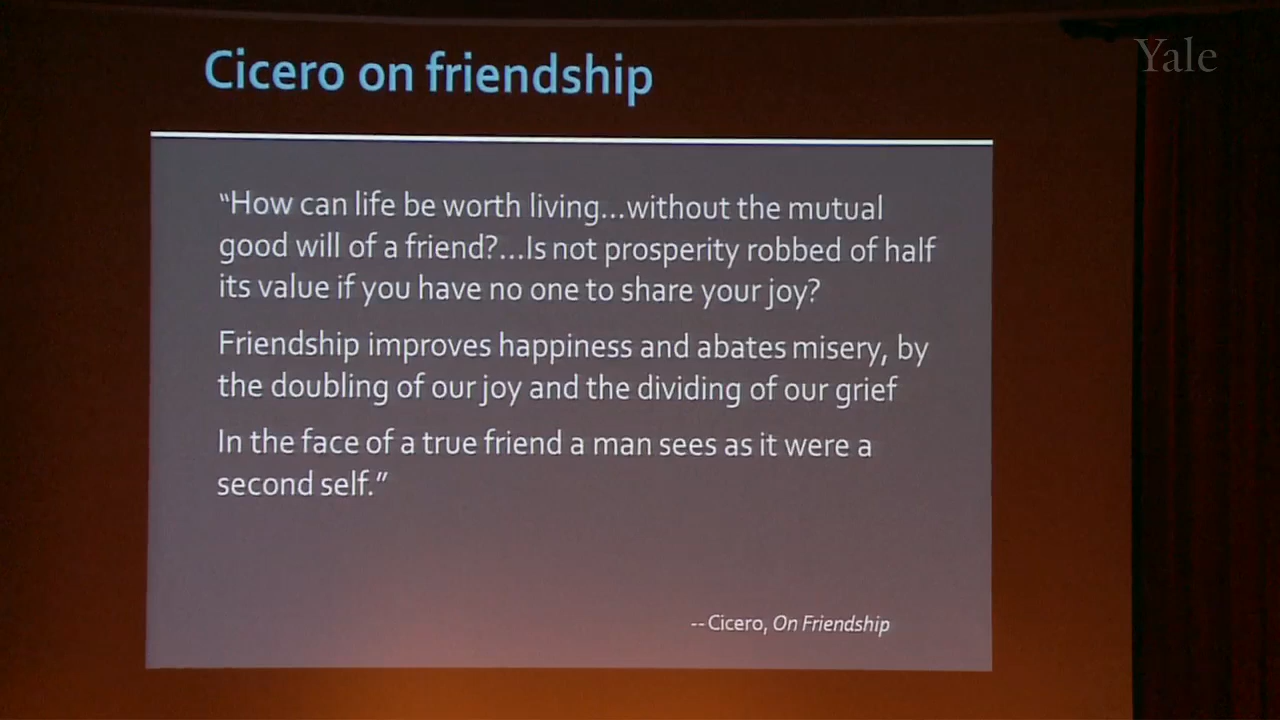 Cicero on friendship
Yale
“How can life be worth living...without the mutual
good will of a friend?...Is not prosperity robbed of half
its value if you have no one to share your joy?
Friendship improves happiness and abates misery, by
the doubling of our joy and the dividing of our grief
In the face of a true friend a man sees as it were a
second self.”
-- Cicero, On Friendship